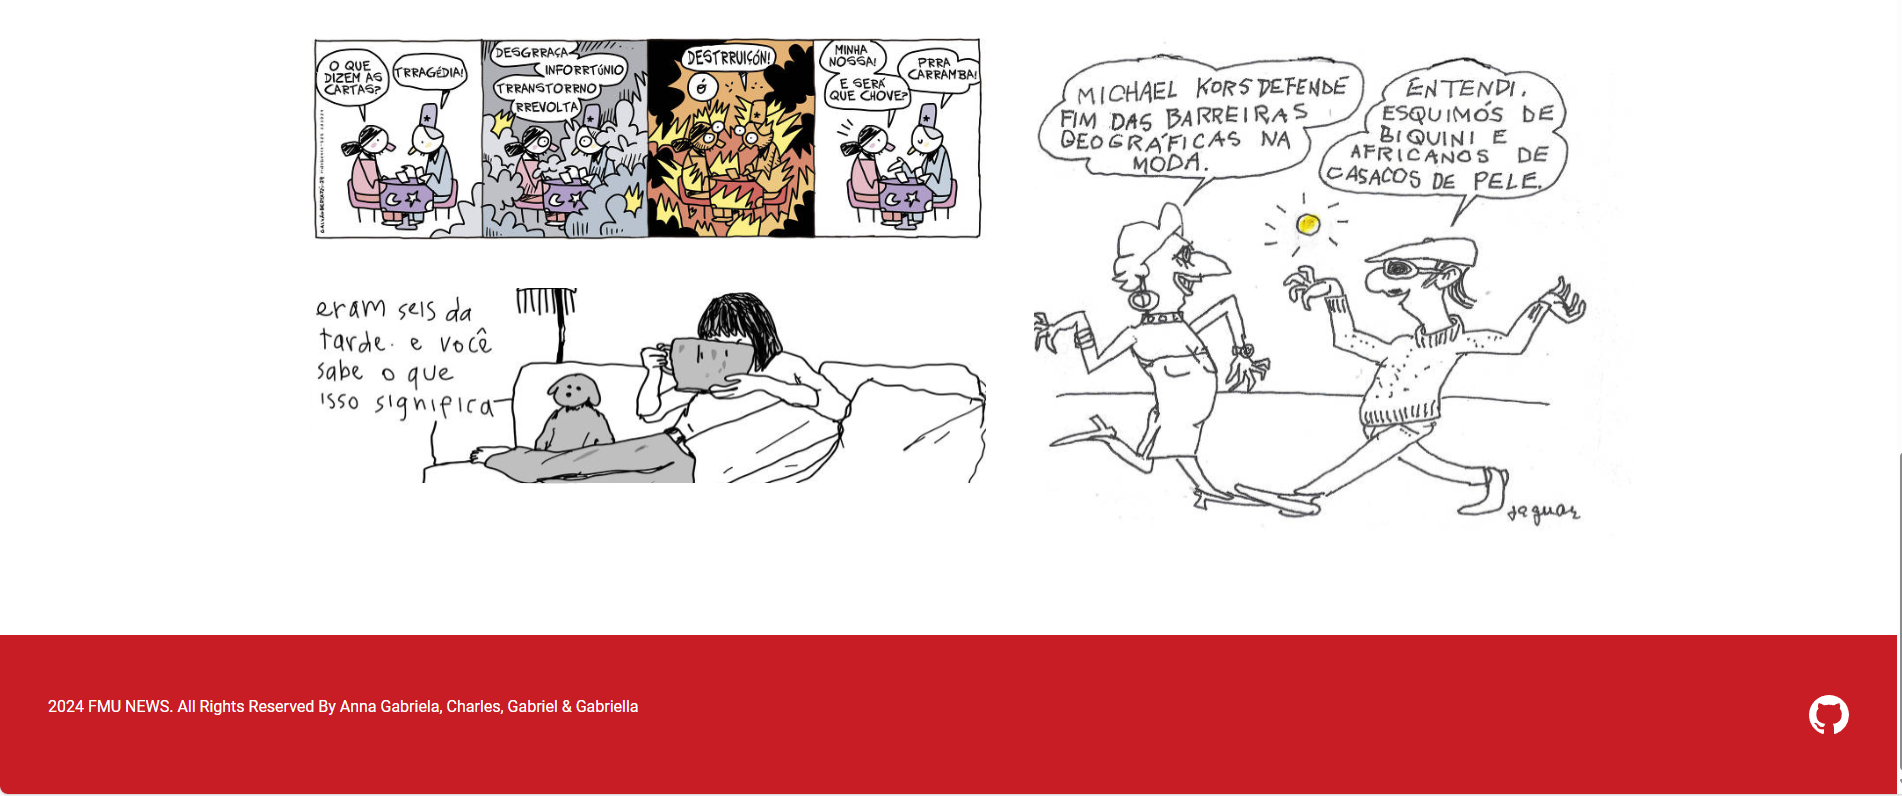 O QUE
DIZEM AS
CARTAS?
TRRAGÉDIA!
DESGRRAÇA
INFORRTÚNIO
TRRANSTORRNO
RREVOLTA
DESTRRUIÇÓN!
Ó
MINHA
NOSSA!
E SERÁ
QUE CHOVE?
PRRA
CARRAMBA!
eram seis da
tarde. e você
sabe o que
isso significa
MICHAEL KORS DEFENDE
FIM DAS BARREIRAS
GEOGRÁFICAS NA
MODA.
ENTENDI.
ESQUIMÓS DE
BIQUINI E
AFRICANOS DE
CASACOS DE PELE.
jaguar
2024 FMU NEWS. All Rights Reserved By Anna Gabriela, Charles, Gabriel & Gabriella